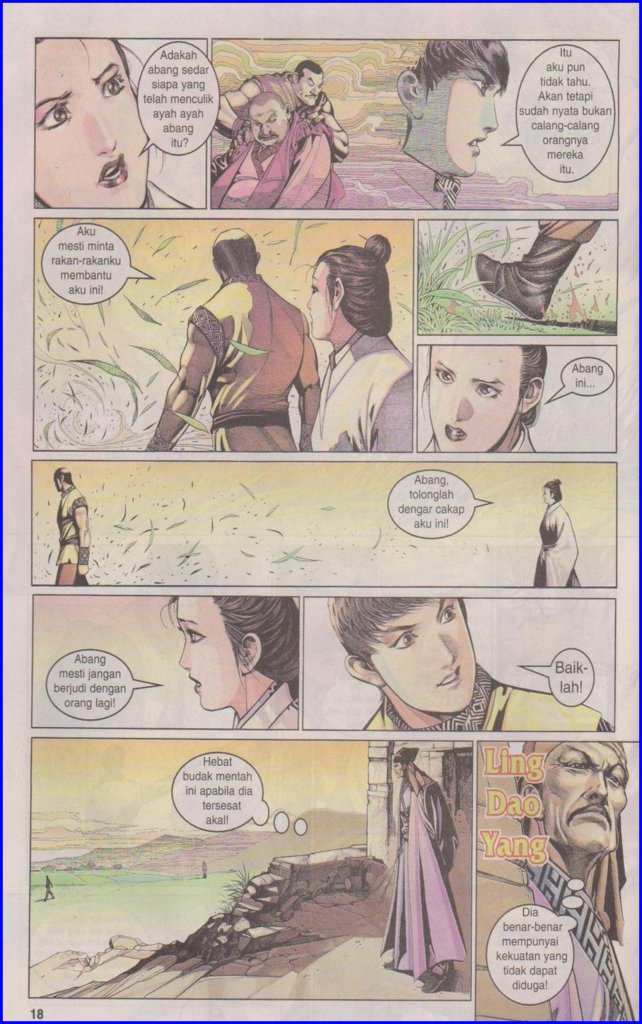 Adakah
abang sedar
siapa yang
telah menculik
ayah ayah
abang
itu?
Itu
aku pun
tidak tahu.
Akan tetapi
sudah nyata bukan
calang-calang
orangnya
mereka
itu.
Aku
mesti minta
rakan-rakanku
membantu
aku ini!
Abang
ini...
Abang,
tolonglah
dengar cakap
aku ini!
Abang
mesti jangan
berjudi dengan
orang lagi!
Baik-
lah!
Hebat
budak mentah
ini apabila dia
tersesat
akal!
Ling
Dao
Yang
Dia
benar-benar
mempunyai
kekuatan yang
tidak dapat
diduga!
18